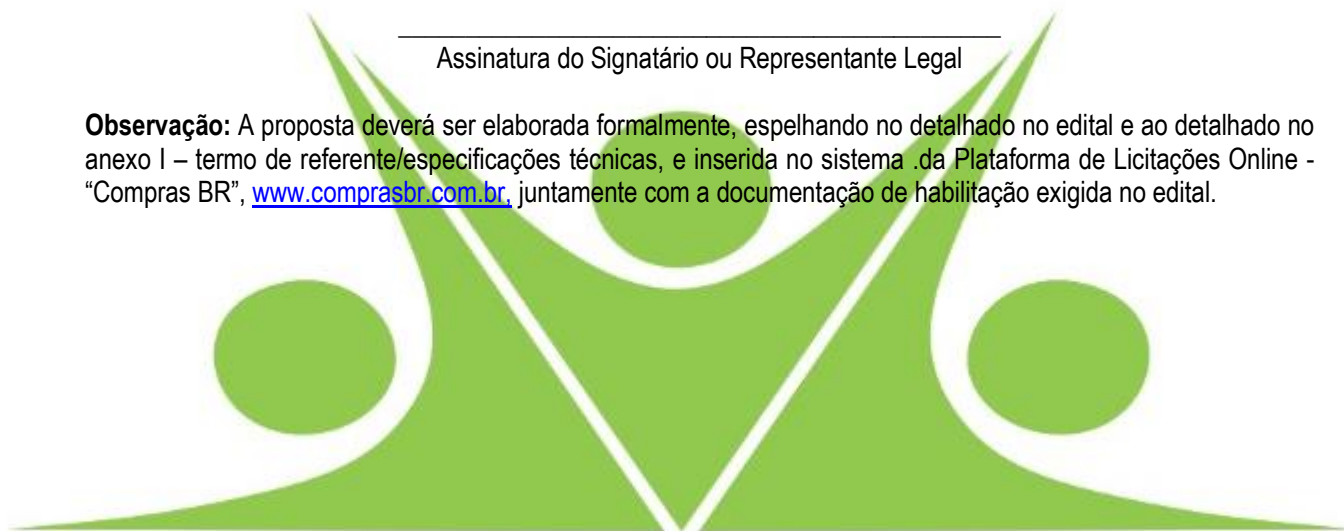 Assinatura do Signatário ou Representante Legal
Observação: A proposta deverá ser elaborada formalmente, espelhando no detalhado no edital e ao detalhado no
anexo I – termo de referente/especificações técnicas, e inserida no sistema .da Plataforma de Licitações Online -
“Compras BR”, www.comprasbr.com.br, juntamente com a documentação de habilitação exigida no edital.